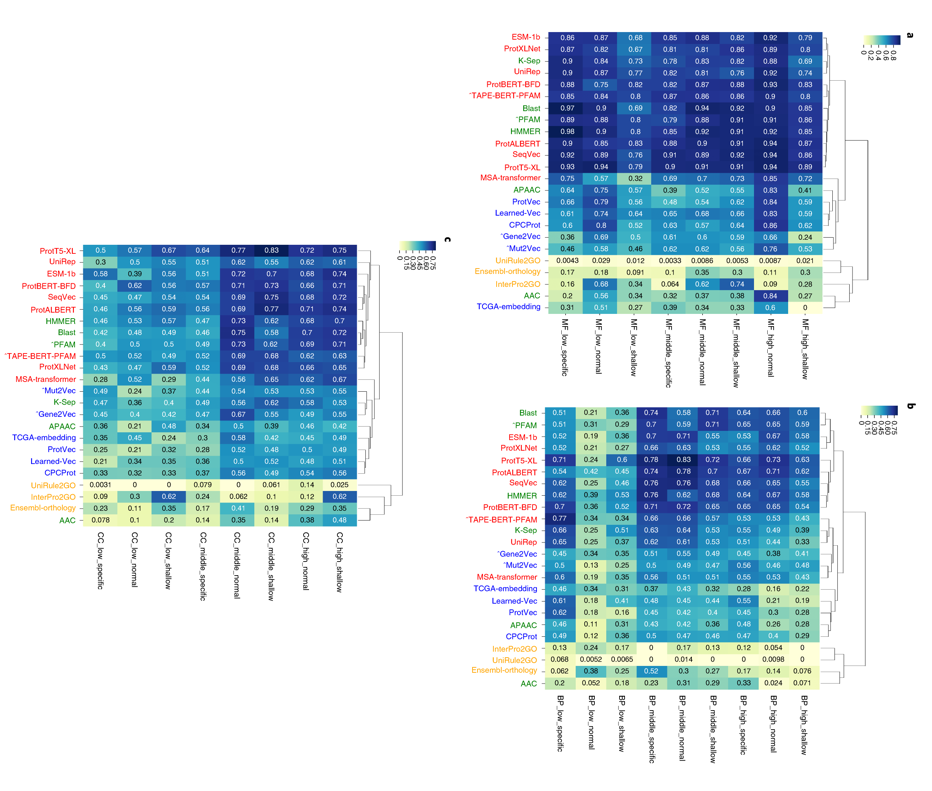 a
0.8
0.6
0.4
0.2
0
ESM-1b 0.86 0.87 0.68 0.85 0.88 0.82 0.92 0.79
ProtXLNet 0.87 0.82 0.67 0.81 0.81 0.86 0.89 0.8
K-Sep 0.9 0.84 0.73 0.78 0.83 0.82 0.88 0.69
UniRep 0.9 0.87 0.77 0.82 0.81 0.76 0.92 0.74
ProtBERT-BFD 0.88 0.75 0.82 0.82 0.87 0.88 0.93 0.83
*TAPE-BERT-PFAM 0.85 0.84 0.8 0.87 0.86 0.86 0.9 0.8
Blast 0.97 0.9 0.69 0.82 0.94 0.92 0.9 0.85
*PFAM 0.89 0.88 0.8 0.79 0.88 0.91 0.91 0.86
HMMER 0.98 0.9 0.8 0.85 0.92 0.91 0.92 0.85
ProtALBERT 0.9 0.85 0.83 0.88 0.9 0.91 0.94 0.87
SeqVec 0.92 0.89 0.76 0.91 0.89 0.92 0.94 0.86
ProtT5-XL 0.93 0.94 0.79 0.9 0.91 0.91 0.94 0.89
MSA-transformer 0.75 0.57 0.32 0.69 0.7 0.73 0.85 0.72
APAAC 0.64 0.75 0.57 0.39 0.52 0.55 0.83 0.41
ProtVec 0.66 0.79 0.56 0.48 0.54 0.62 0.84 0.59
Learned-Vec 0.61 0.74 0.64 0.65 0.68 0.66 0.83 0.59
CPCProt 0.6 0.8 0.52 0.63 0.57 0.64 0.86 0.62
*Gene2Vec 0.36 0.69 0.5 0.61 0.6 0.59 0.66 0.24
*Mut2Vec 0.46 0.58 0.46 0.62 0.62 0.56 0.76 0.53
UniRule2GO 0.0043 0.029 0.012 0.0033 0.0086 0.0053 0.0087 0.021
Ensembl-orthology 0.17 0.18 0.091 0.1 0.35 0.3 0.11 0.3
InterPro2GO 0.16 0.68 0.34 0.064 0.62 0.74 0.09 0.28
AAC 0.2 0.56 0.34 0.32 0.37 0.38 0.84 0.27
TCGA-embedding 0.31 0.51 0.27 0.39 0.34 0.33 0.6 0
MF_low_specific
MF_low_normal
MF_low_shallow
MF_middle_specific
MF_middle_normal
MF_middle_shallow
MF_high_normal
MF_high_shallow
b
0.75
0.60
0.45
0.30
0.15
0
Blast 0.51 0.21 0.36 0.74 0.58 0.71 0.64 0.66 0.6
*PFAM 0.51 0.31 0.29 0.7 0.59 0.71 0.66 0.65 0.59
ESM-1b 0.52 0.19 0.36 0.7 0.71 0.55 0.53 0.68 0.57
ProtXLNet 0.52 0.25 0.45 0.66 0.63 0.53 0.57 0.67 0.58
ProtT5-XL 0.71 0.24 0.6 0.78 0.83 0.72 0.66 0.73 0.68
ProtALBERT 0.54 0.42 0.45 0.74 0.78 0.7 0.67 0.71 0.62
SeqVec 0.62 0.25 0.46 0.76 0.76 0.68 0.66 0.72 0.65
HMMER 0.62 0.39 0.53 0.76 0.62 0.68 0.64 0.67 0.58
ProtBERT-BFD 0.7 0.36 0.52 0.71 0.72 0.65 0.58 0.68 0.58
*TAPE-BERT-PFAM 0.77 0.34 0.34 0.66 0.66 0.57 0.53 0.53 0.43
K-Sep 0.66 0.25 0.51 0.63 0.64 0.53 0.55 0.49 0.39
UniRep 0.65 0.25 0.37 0.62 0.61 0.53 0.51 0.44 0.33
*Gene2Vec 0.45 0.34 0.35 0.51 0.55 0.49 0.45 0.38 0.41
*Mut2Vec 0.5 0.13 0.25 0.5 0.49 0.47 0.56 0.46 0.48
MSA-transformer 0.6 0.19 0.35 0.56 0.51 0.51 0.55 0.53 0.43
TCGA-embedding 0.46 0.34 0.31 0.37 0.43 0.32 0.28 0.16 0.22
Learned-Vec 0.61 0.18 0.41 0.48 0.45 0.44 0.55 0.21 0.19
ProtVec 0.62 0.18 0.16 0.45 0.42 0.4 0.45 0.3 0.28
APAAC 0.46 0.11 0.31 0.43 0.42 0.36 0.48 0.26 0.28
CPCProt 0.49 0.12 0.36 0.5 0.47 0.46 0.47 0.4 0.29
InterPro2GO 0.13 0.24 0.17 0 0.17 0.13 0.12 0.054 0
UniRule2GO 0.068 0.0052 0.0065 0 0.014 0 0 0.0098 0
Ensembl-orthology 0.062 0.38 0.25 0.52 0.3 0.27 0.17 0.14 0.076
AAC 0.2 0.052 0.18 0.23 0.31 0.29 0.33 0.024 0.071
BP_low_specific
BP_low_normal
BP_low_shallow
BP_middle_specific
BP_middle_normal
BP_middle_shallow
BP_high_specific
BP_high_normal
BP_high_shallow
c
0.75
0.60
0.45
0.30
0.15
0
ProtT5-XL 0.5 0.57 0.67 0.64 0.77 0.83 0.72 0.75
UniRep 0.3 0.5 0.55 0.51 0.62 0.55 0.62 0.61
ESM-1b 0.58 0.39 0.56 0.51 0.72 0.7 0.68 0.74
ProtBERT-BFD 0.4 0.62 0.56 0.57 0.71 0.73 0.66 0.71
SeqVec 0.45 0.47 0.54 0.54 0.69 0.75 0.68 0.72
ProtALBERT 0.46 0.56 0.59 0.56 0.69 0.77 0.71 0.74
HMMER 0.46 0.53 0.57 0.47 0.73 0.62 0.68 0.7
Blast 0.42 0.48 0.49 0.46 0.75 0.58 0.7 0.72
*PFAM 0.4 0.5 0.5 0.49 0.73 0.62 0.69 0.71
*TAPE-BERT-PFAM 0.5 0.52 0.49 0.52 0.69 0.68 0.62 0.63
ProtXLNet 0.43 0.47 0.59 0.52 0.69 0.68 0.66 0.65
MSA-transformer 0.28 0.52 0.29 0.44 0.56 0.65 0.62 0.67
*Mut2Vec 0.49 0.24 0.37 0.44 0.54 0.53 0.53 0.65
K-Sep 0.47 0.36 0.4 0.49 0.56 0.62 0.58 0.53
*Gene2Vec 0.45 0.4 0.42 0.47 0.67 0.55 0.49 0.55
APAAC 0.36 0.21 0.48 0.34 0.5 0.39 0.46 0.42
TCGA-embedding 0.35 0.45 0.24 0.3 0.58 0.42 0.45 0.49
ProtVec 0.25 0.21 0.32 0.28 0.52 0.48 0.5 0.49
Learned-Vec 0.21 0.34 0.35 0.36 0.5 0.52 0.46 0.51
CPCProt 0.33 0.32 0.33 0.37 0.56 0.49 0.54 0.56
UniRule2GO 0.0031 0 0 0.079 0 0.061 0.14 0.025
InterPro2GO 0.09 0.3 0.62 0.24 0.062 0.1 0.12 0.62
Ensembl-orthology 0.23 0.11 0.35 0.17 0.41 0.19 0.29 0.35
AAC 0.078 0.1 0.2 0.14 0.35 0.14 0.38 0.48
CC_low_specific
CC_low_normal
CC_low_shallow
CC_middle_specific
CC_middle_normal
CC_middle_shallow
CC_high_normal
CC_high_shallow